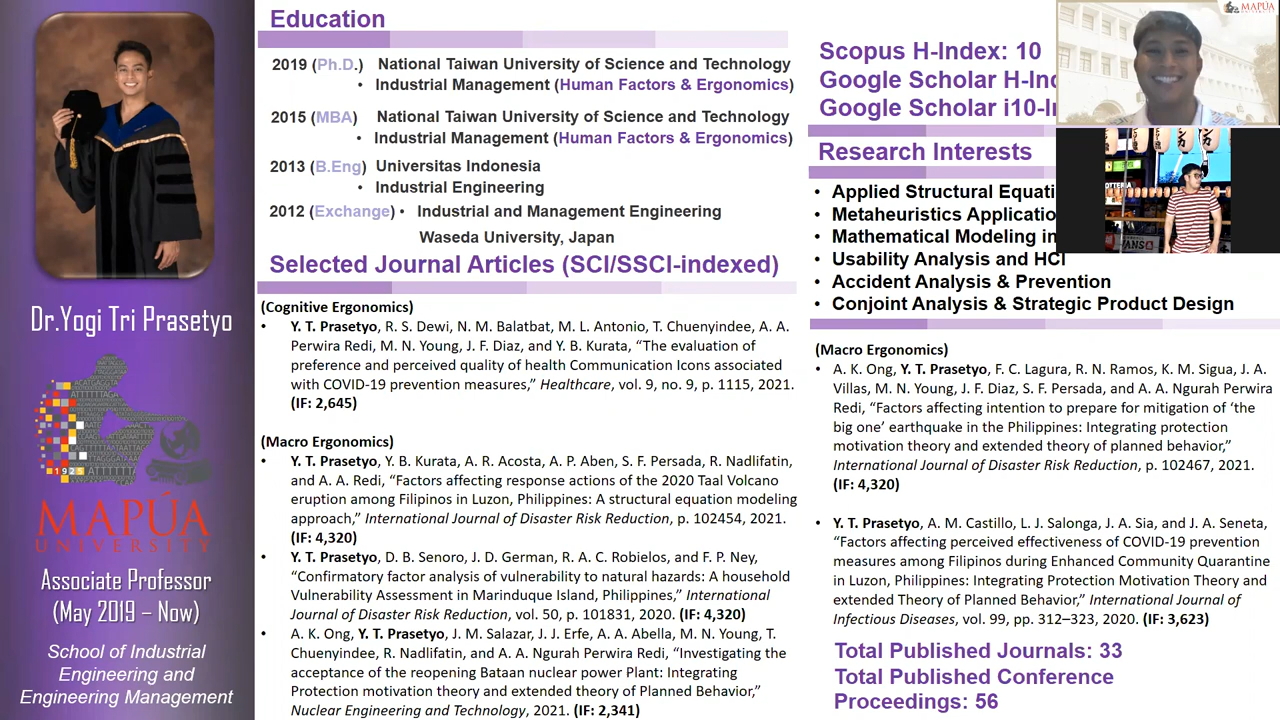 Dr.Yogi Tri Prasetyo
1925
MAPÚA
UNIVERSITY
Associate Professor
(May 2019 – Now)
School of Industrial
Engineering and
Engineering Management
Education
2019 (Ph.D.) National Taiwan University of Science and Technology
• Industrial Management (Human Factors & Ergonomics)
2015 (MBA) National Taiwan University of Science and Technology
• Industrial Management (Human Factors & Ergonomics)
2013 (B.Eng) Universitas Indonesia
• Industrial Engineering
2012 (Exchange) • Industrial and Management Engineering
Waseda University, Japan
Selected Journal Articles (SCI/SSCI-indexed)
(Cognitive Ergonomics)
• Y. T. Prasetyo, R. S. Dewi, N. M. Balatbat, M. L. Antonio, T. Chuenyindee, A. A.
Perwira Redi, M. N. Young, J. F. Diaz, and Y. B. Kurata, “The evaluation of
preference and perceived quality of health Communication Icons associated
with COVID-19 prevention measures,” Healthcare, vol. 9, no. 9, p. 1115, 2021.
(IF: 2,645)
(Macro Ergonomics)
• Y. T. Prasetyo, Y. B. Kurata, A. R. Acosta, A. P. Aben, S. F. Persada, R. Nadlifatin,
and A. A. Redi, “Factors affecting response actions of the 2020 Taal Volcano
eruption among Filipinos in Luzon, Philippines: A structural equation modeling
approach,” International Journal of Disaster Risk Reduction, p. 102454, 2021.
(IF: 4,320)
• Y. T. Prasetyo, D. B. Senoro, J. D. German, R. A. C. Robielos, and F. P. Ney,
“Confirmatory factor analysis of vulnerability to natural hazards: A household
Vulnerability Assessment in Marinduque Island, Philippines,” International
Journal of Disaster Risk Reduction, vol. 50, p. 101831, 2020. (IF: 4,320)
• A. K. Ong, Y. T. Prasetyo, J. M. Salazar, J. J. Erfe, A. A. Abella, M. N. Young, T.
Chuenyindee, R. Nadlifatin, and A. A. Ngurah Perwira Redi, “Investigating the
acceptance of the reopening Bataan nuclear power Plant: Integrating
Protection motivation theory and extended theory of Planned Behavior,”
Nuclear Engineering and Technology, 2021. (IF: 2,341)
Scopus H-Index: 10
Google Scholar H-Ind
Google Scholar i10-I
Research Interests
• Applied Structural Equati
• Metaheuristics Applicatio
• Mathematical Modeling in
• Usability Analysis and HCI
• Accident Analysis & Prevention
• Conjoint Analysis & Strategic Product Design
(Macro Ergonomics)
• A. K. Ong, Y. T. Prasetyo, F. C. Lagura, R. N. Ramos, K. M. Sigua, J. A.
Villas, M. N. Young, J. F. Diaz, S. F. Persada, and A. A. Ngurah Perwira
Redi, “Factors affecting intention to prepare for mitigation of ‘the
big one’ earthquake in the Philippines: Integrating protection
motivation theory and extended theory of planned behavior,”
International Journal of Disaster Risk Reduction, p. 102467, 2021.
(IF: 4,320)
• Y. T. Prasetyo, A. M. Castillo, L. J. Salonga, J. A. Sia, and J. A. Seneta,
“Factors affecting perceived effectiveness of COVID-19 prevention
measures among Filipinos during Enhanced Community Quarantine
in Luzon, Philippines: Integrating Protection Motivation Theory and
extended Theory of Planned Behavior,” International Journal of
Infectious Diseases, vol. 99, pp. 312–323, 2020. (IF: 3,623)
Total Published Journals: 33
Total Published Conference
Proceedings: 56
MAPÚA
UNIVERSITY